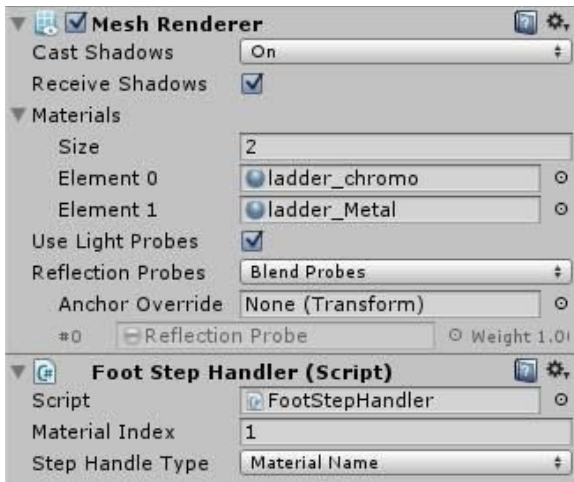 Mesh Renderer
Cast Shadows On
Receive Shadows
Materials
Size 2
Element 0 ladder_chromo
Element 1 ladder_Metal
Use Light Probes
Reflection Probes Blend Probes
Anchor Override None (Transform)
#0 Reflection Probe Weight 1.0
Foot Step Handler (Script)
Script FootStepHandler
Material Index 1
Step Handle Type Material Name